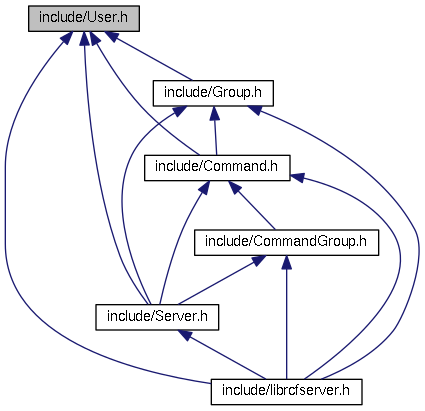 include/User.h
include/Group.h
include/Command.h
include/CommandGroup.h
include/Server.h
include/librcfserver.h